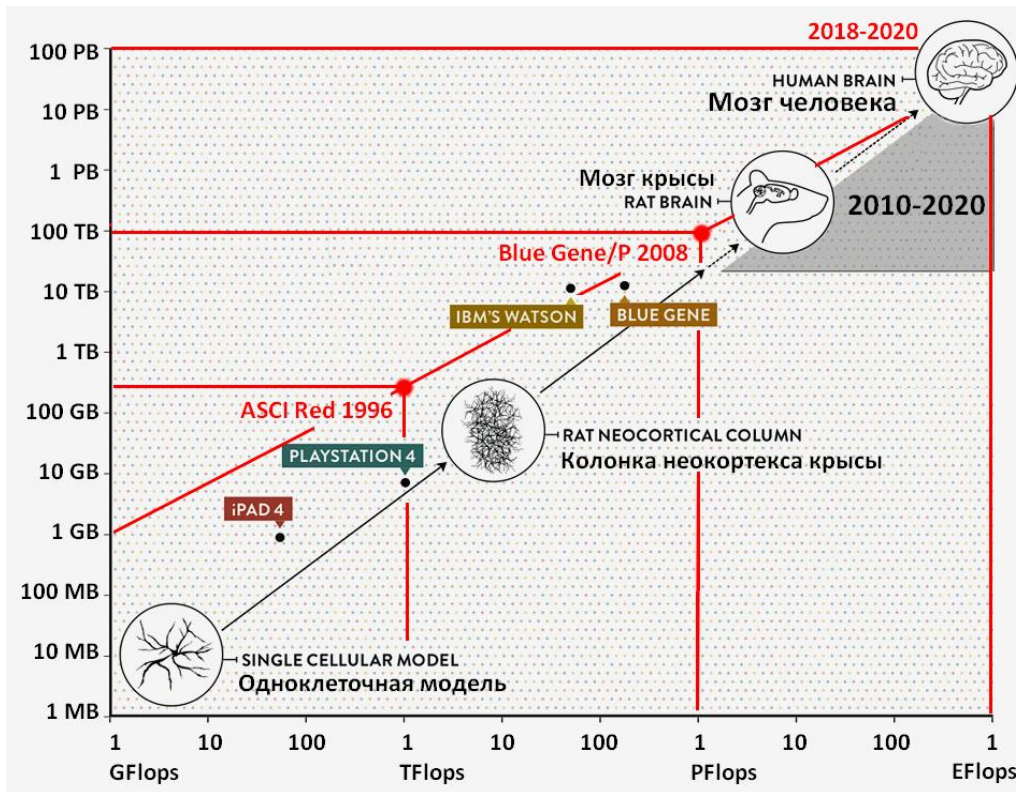 2018-2020
100 PB
HUMAN BRAIN
Мозг человека
10 PB
1 PB
Мозг крысы
RAT BRAIN
2010-2020
100 TB
Blue Gene/P 2008
10 TB
IBM'S WATSON
BLUE GENE
1 TB
ASCI Red 1996
100 GB
RAT NEOCORTICAL COLUMN
PLAYSTATION 4
Колонка неокортекса крысы
10 GB
iPAD 4
1 GB
100 MB
10 MB
SINGLE CELLULAR MODEL
Одноклеточная модель
1 MB
1 10 100 1 10 100 1 10 100 1
GFlops TFlops PFlops EFlops